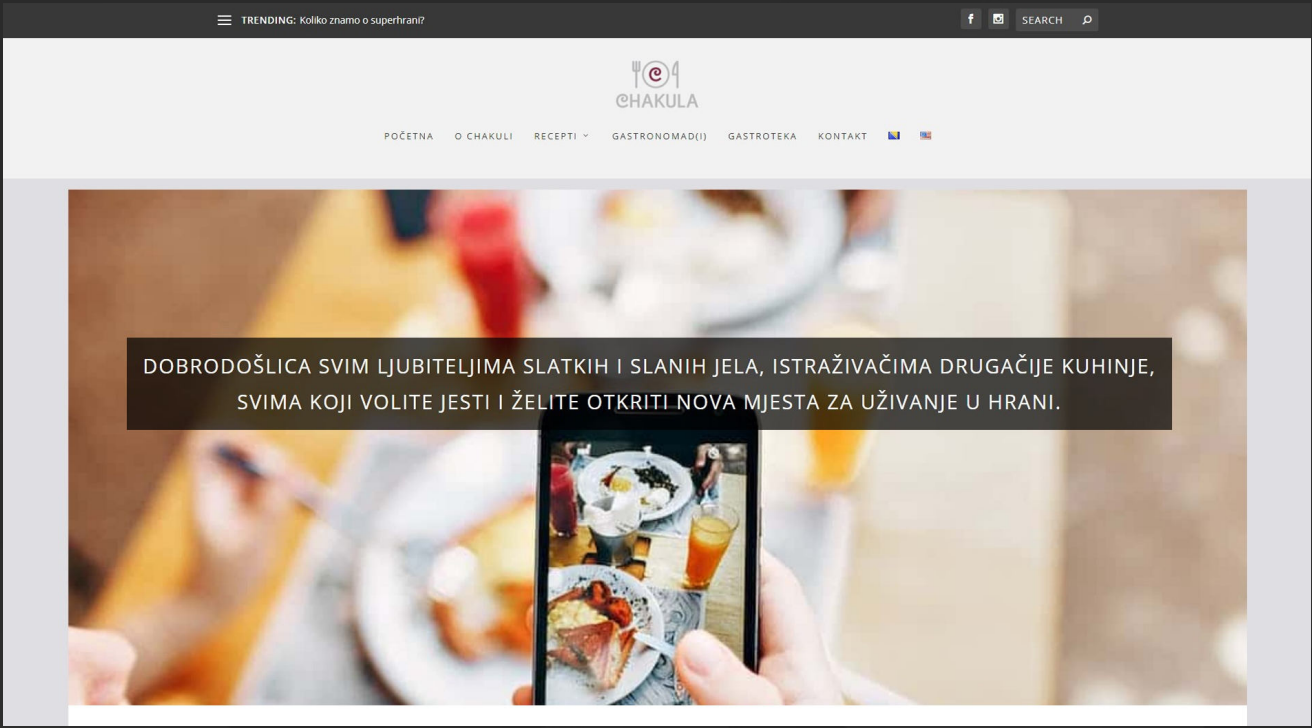 TRENDING: Koliko znamo o superhrani?
SEARCH
CHAKULA
POČETNA O CHAKULI RECEPTI GASTRONOMAD(I) GASTROTEKA KONTAKT
DOBRODOŠLICA SVIM LJUBITELJIMA SLATKIH I SLANIH JELA, ISTRAŽIVAČIMA DRUGAČIJE KUHINJE,
SVIMA KOJI VOLITE JESTI I ŽELITE OTKRITI NOVA MJESTA ZA UŽIVANJE U HRANI.